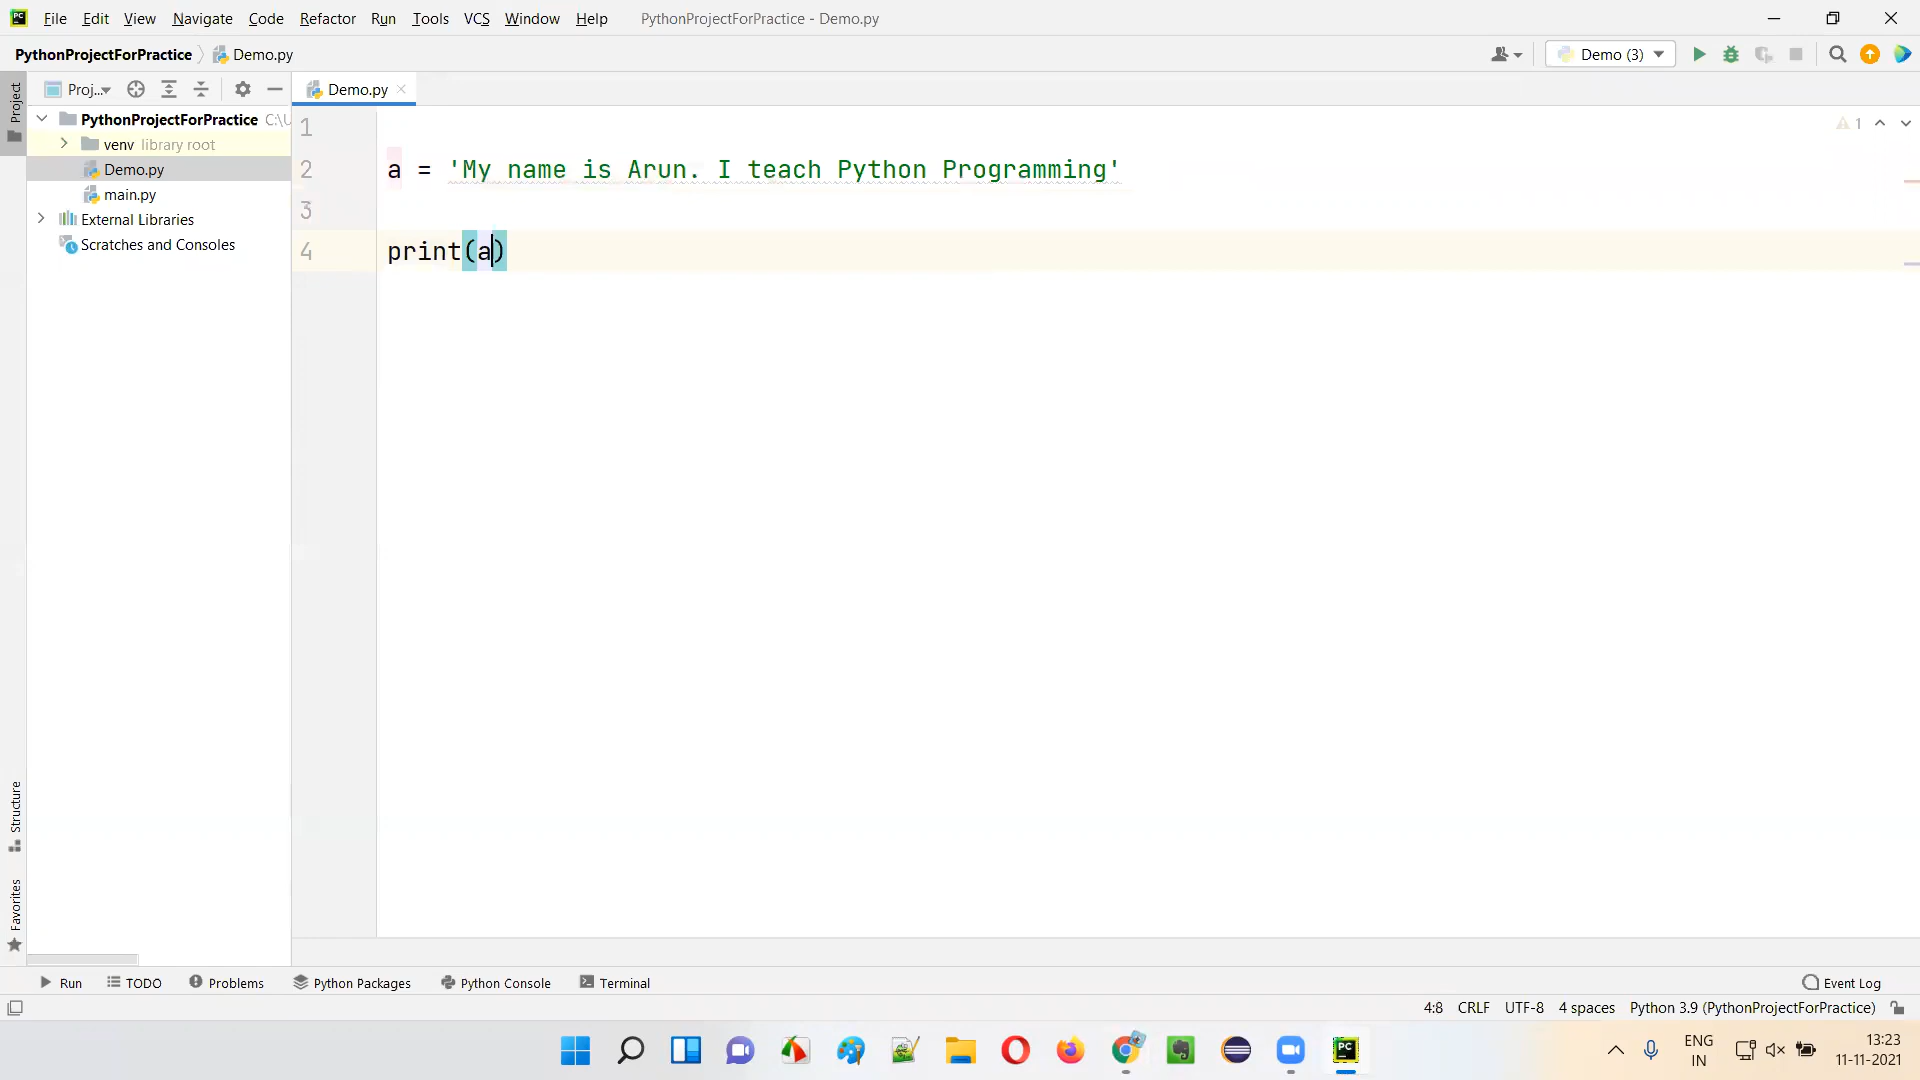 File Edit View Navigate Code Refactor Run Tools VCS Window Help PythonProjectForPractice - Demo.py
PythonProjectForPractice Demo.py Demo (3)
Project Proj... Demo.py
PythonProjectForPractice C:\U
venv library root
Demo.py
main.py
External Libraries
Scratches and Consoles
1
2 a = 'My name is Arun. I teach Python Programming'
3
4 print(a)
1
Structure
Favorites
Run TODO Problems Python Packages Python Console Terminal Event Log
4:8 CRLF UTF-8 4 spaces Python 3.9 (PythonProjectForPractice)
ENG 13:23
IN 11-11-2021